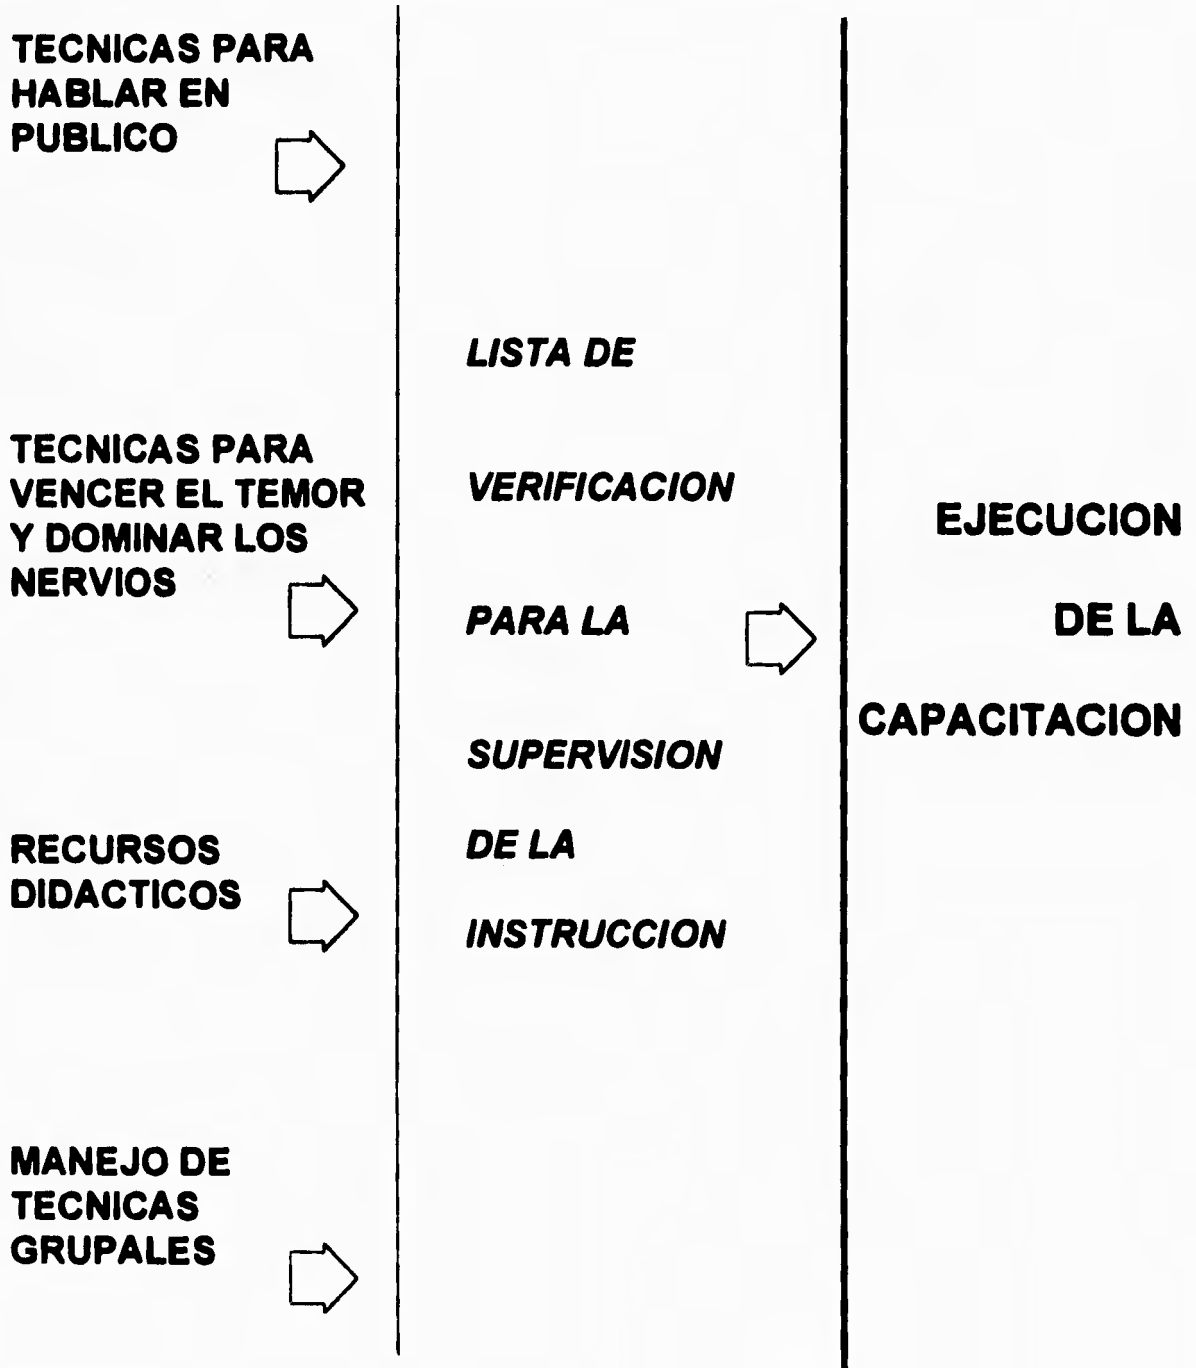 TECNICAS PARA
HABLAR EN
PUBLICO
TECNICAS PARA
VENCER EL TEMOR
Y DOMINAR LOS
NERVIOS
RECURSOS
DIDACTICOS
MANEJO DE
TECNICAS
GRUPALES
LISTA DE
VERIFICACION
PARA LA
SUPERVISION
DE LA
INSTRUCCION
EJECUCION
DE LA
CAPACITACION